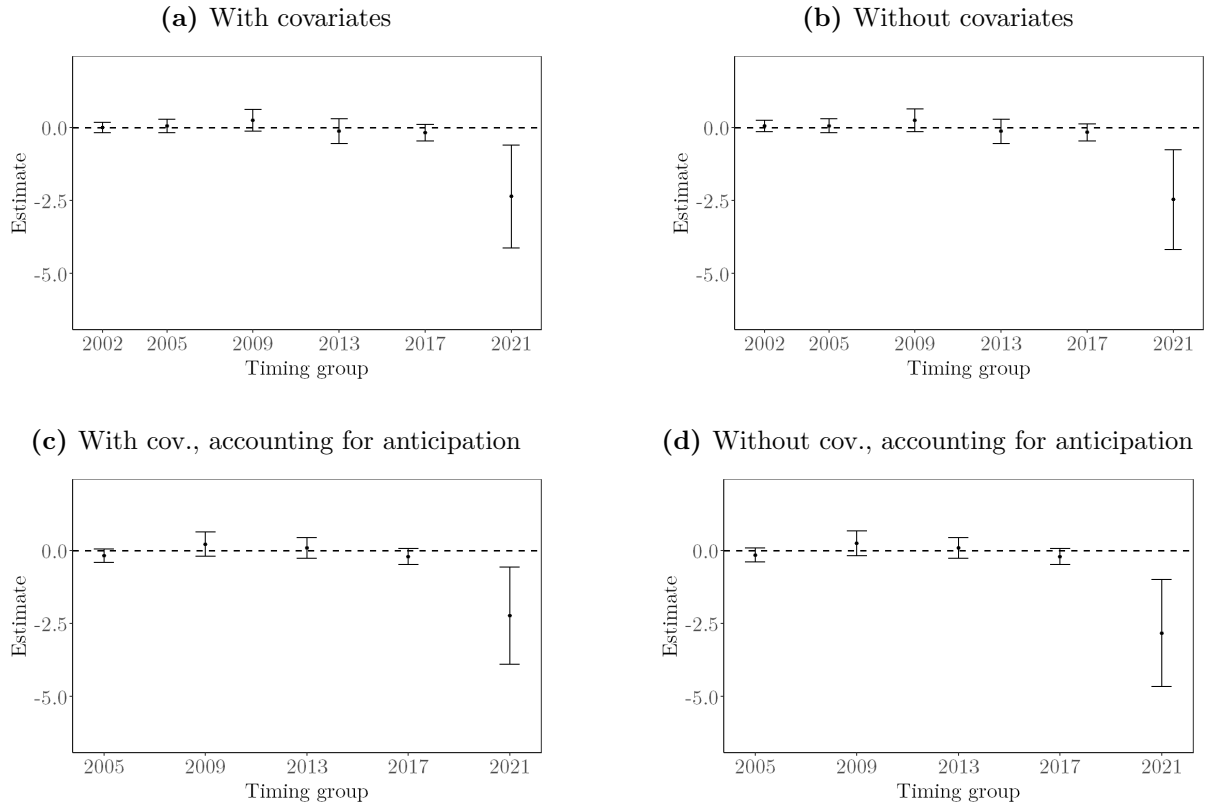 (a) With covariates
(b) Without covariates
0.0
-2.5
-5.0
Estimate
2002 2005 2009 2013 2017 2021
Timing group
0.0
-2.5
-5.0
Estimate
2002 2005 2009 2013 2017 2021
Timing group
(c) With cov., accounting for anticipation
(d) Without cov., accounting for anticipation
0.0
-2.5
-5.0
Estimate
2005 2009 2013 2017 2021
Timing group
0.0
-2.5
-5.0
Estimate
2005 2009 2013 2017 2021
Timing group